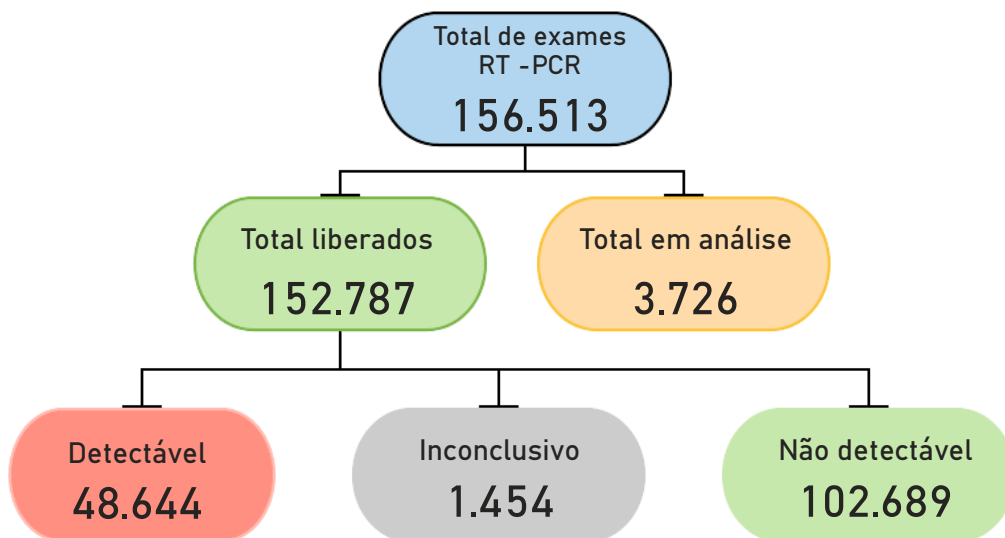 Total de exames
RT -PCR
156.513
Total liberados
152.787
Total em análise
3.726
Detectável
48.644
Inconclusivo
1.454
Não detectável
102.689